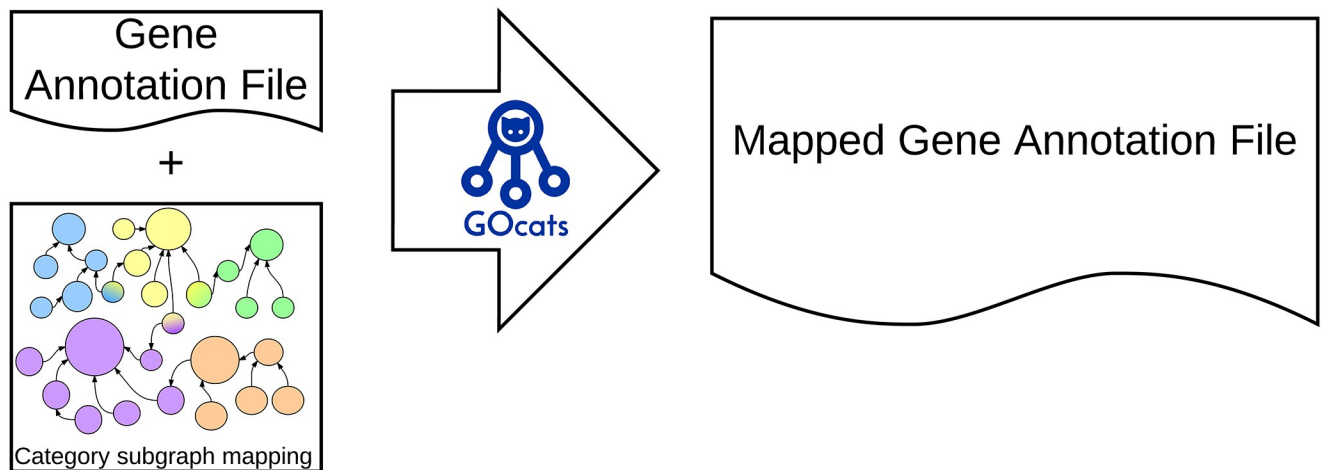 Gene
Annotation File
+
Category subgraph mapping
GOcats
Mapped Gene Annotation File